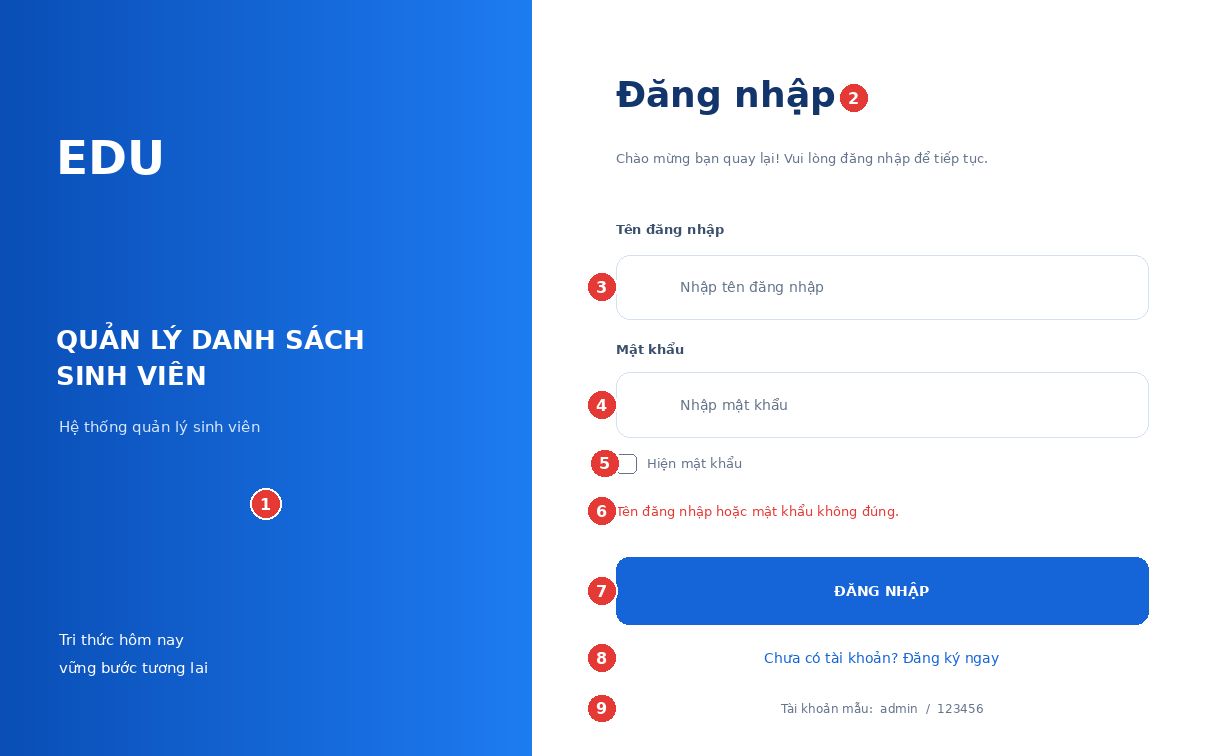 EDU
QUẢN LÝ DANH SÁCH
SINH VIÊN
Hệ thống quản lý sinh viên
1
Tri thức hôm nay
vững bước tương lai
Đăng nhập 2
Chào mừng bạn quay lại! Vui lòng đăng nhập để tiếp tục.
Tên đăng nhập
3 Nhập tên đăng nhập
Mật khẩu
4 Nhập mật khẩu
5 Hiện mật khẩu
6 Tên đăng nhập hoặc mật khẩu không đúng.
7 ĐĂNG NHẬP
8 Chưa có tài khoản? Đăng ký ngay
9 Tài khoản mẫu: admin / 123456